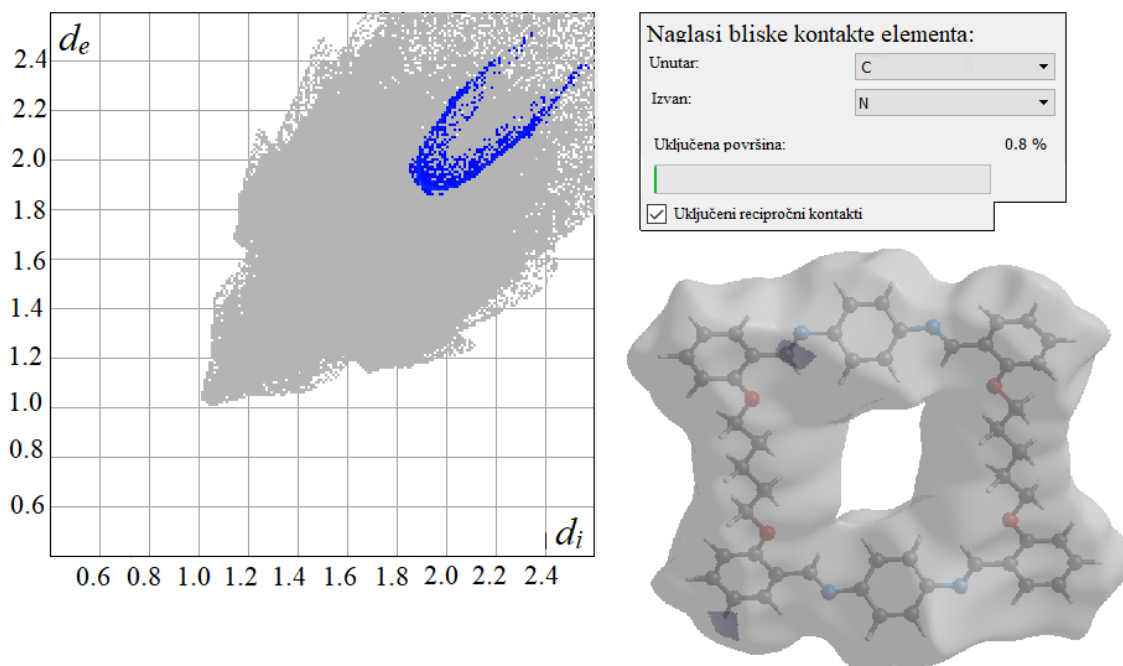 d_e
2.4
2.2
2.0
1.8
1.6
1.4
1.2
1.0
0.8
0.6
d_i
0.6 0.8 1.0 1.2 1.4 1.6 1.8 2.0 2.2 2.4
Naglasi bliske kontakte elementa:
Unutar: C
Izvan: N
Uključena površina: 0.8 %
Uključeni recipročni kontakti